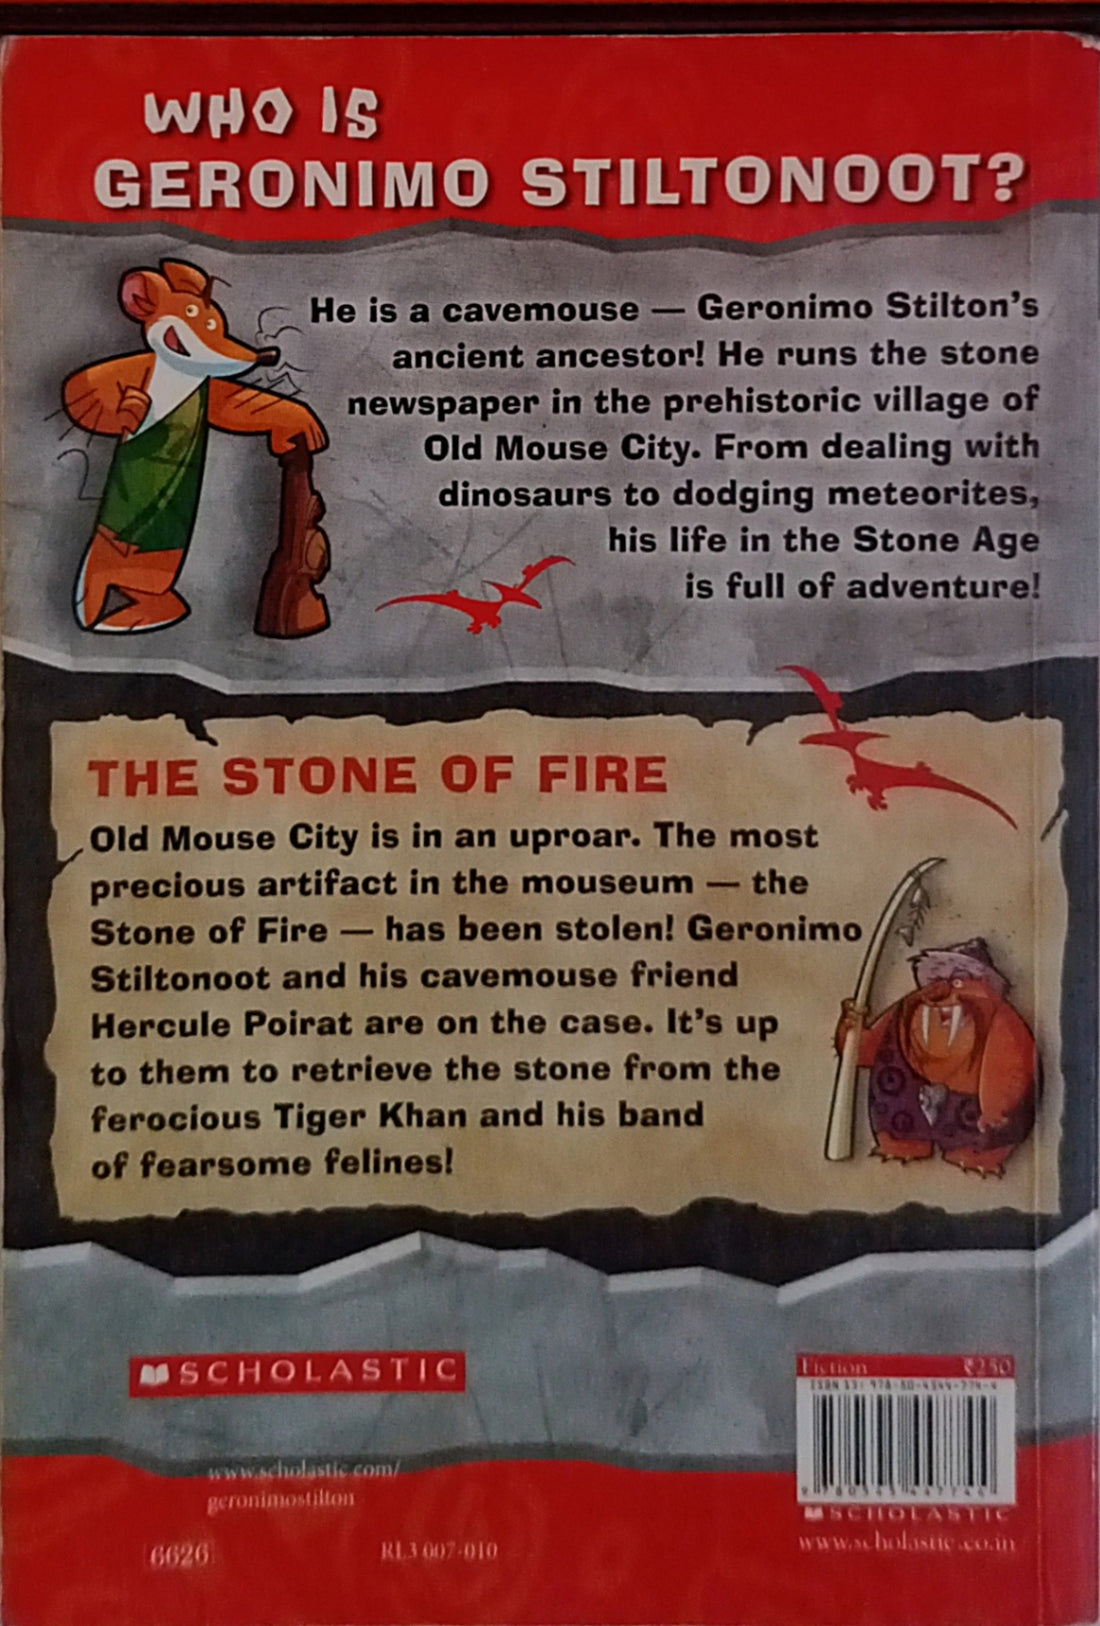 WHO IS
GERONIMO STILTONOOT?
He is a cavemouse — Geronimo Stilton's
ancient ancestor! He runs the stone
newspaper in the prehistoric village of
Old Mouse City. From dealing with
dinosaurs to dodging meteorites,
his life in the Stone Age
is full of adventure!
THE STONE OF FIRE
Old Mouse City is in an uproar. The most
precious artifact in the mouseum — the
Stone of Fire — has been stolen! Geronimo
Stiltonoot and his cavemouse friend
Hercule Poirat are on the case. It's up
to them to retrieve the stone from the
ferocious Tiger Khan and his band
of fearsome felines!
SCHOLASTIC
www.scholastic.com/
geronimostilton
6626
RL3 007-010
Fiction ₹250
SCHOLASTIC
www.scholastic.co.in